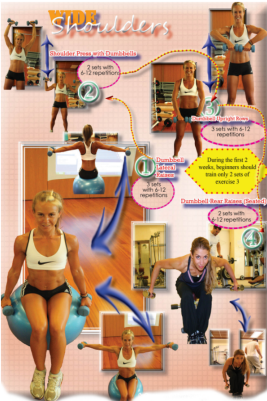 WIDE
Shoulders
Shoulder Press with Dumbbells
2 sets with
6-12 repetitions
2
3
Dumbbell Upright Rows
3 sets with 6-12
repetitions
1
Dumbbell
Lateral
Raises
3 sets
with 6-12
repetitions
During the first 2
weeks, beginners should
train only 2 sets of
exercise 3
Dumbbell Rear Raises (Seated)
2 sets with
6-12 repetitions
4